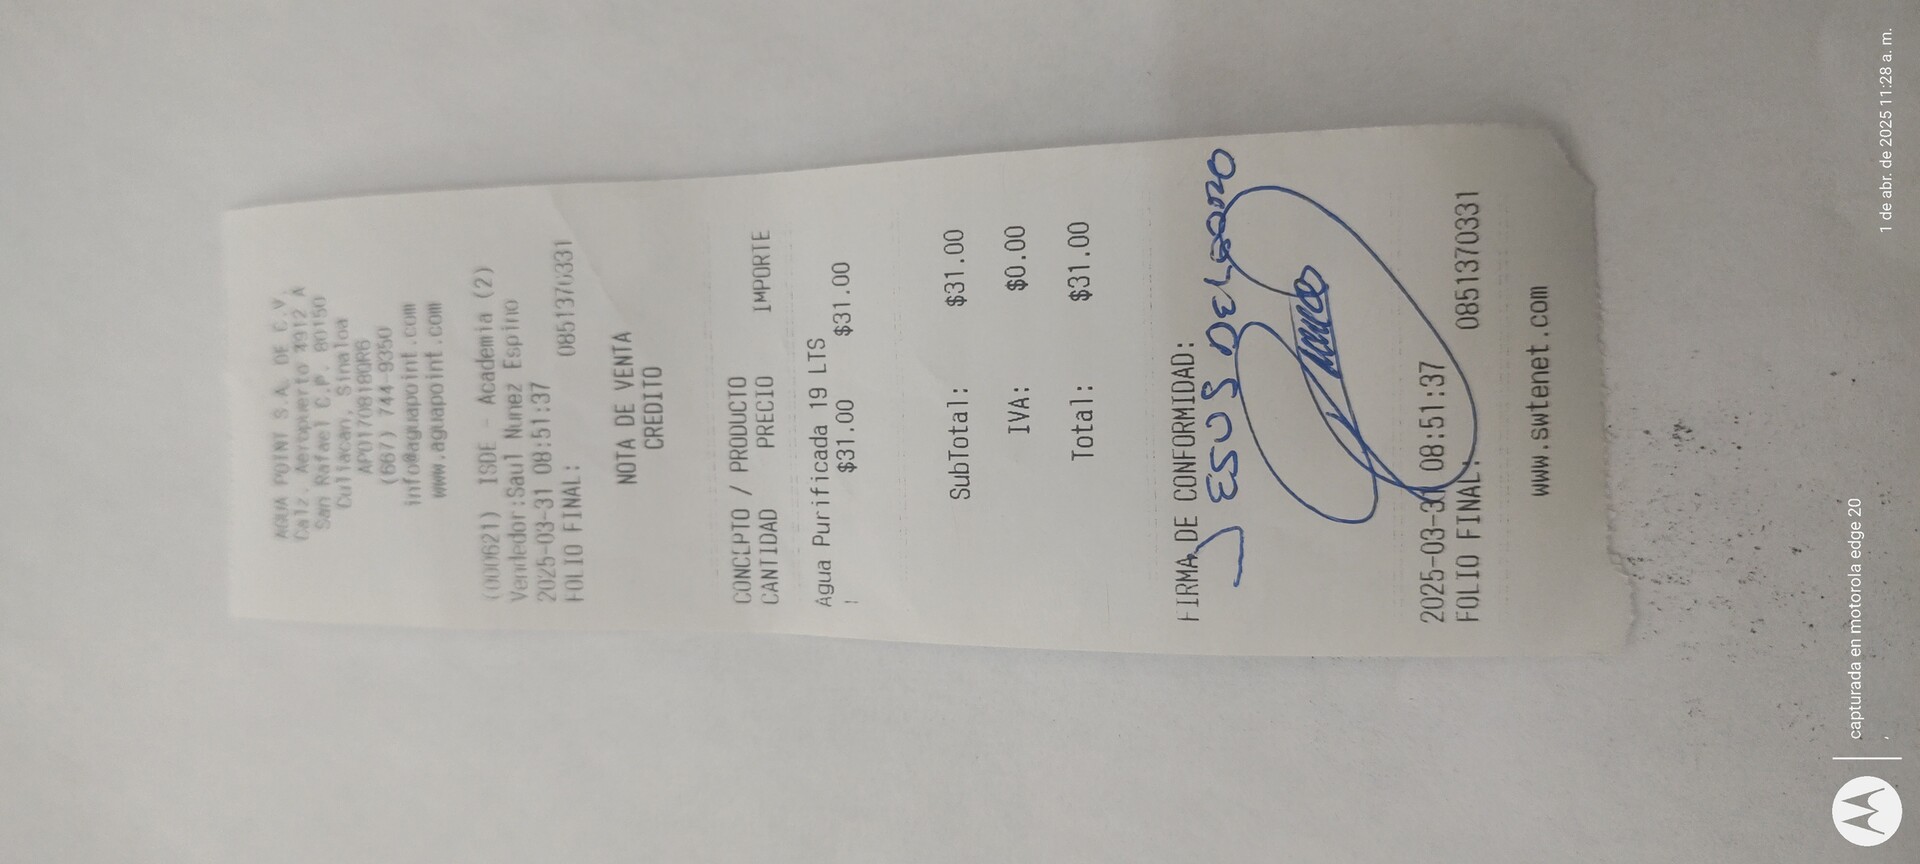 AGUA POINT S.A. DE C.V.
Calz. Aeropuerto 4912 A
San Rafael C.P. 80150
Culiacan, Sinaloa
APO170818QR6
(667) 744-9350
info@aguapoint.com
www.aguapoint.com
(000621) ISDE - Academia (2)
Vendedor:Saul Nunez Espino
2025-03-31 08:51:37
FOLIO FINAL: 0851370331
NOTA DE VENTA
CREDITO
CONCEPTO / PRODUCTO
CANTIDAD PRECIO IMPORTE
Agua Purificada 19 LTS
1 $31.00 $31.00
SubTotal: $31.00
IVA: $0.00
Total: $31.00
FIRMA DE CONFORMIDAD:
JESUS DELGADO
2025-03-31 08:51:37
FOLIO FINAL: 0851370331
www.swtenet.com
capturada en motorola edge 20
1 de abr. de 2025 11:28 a. m.